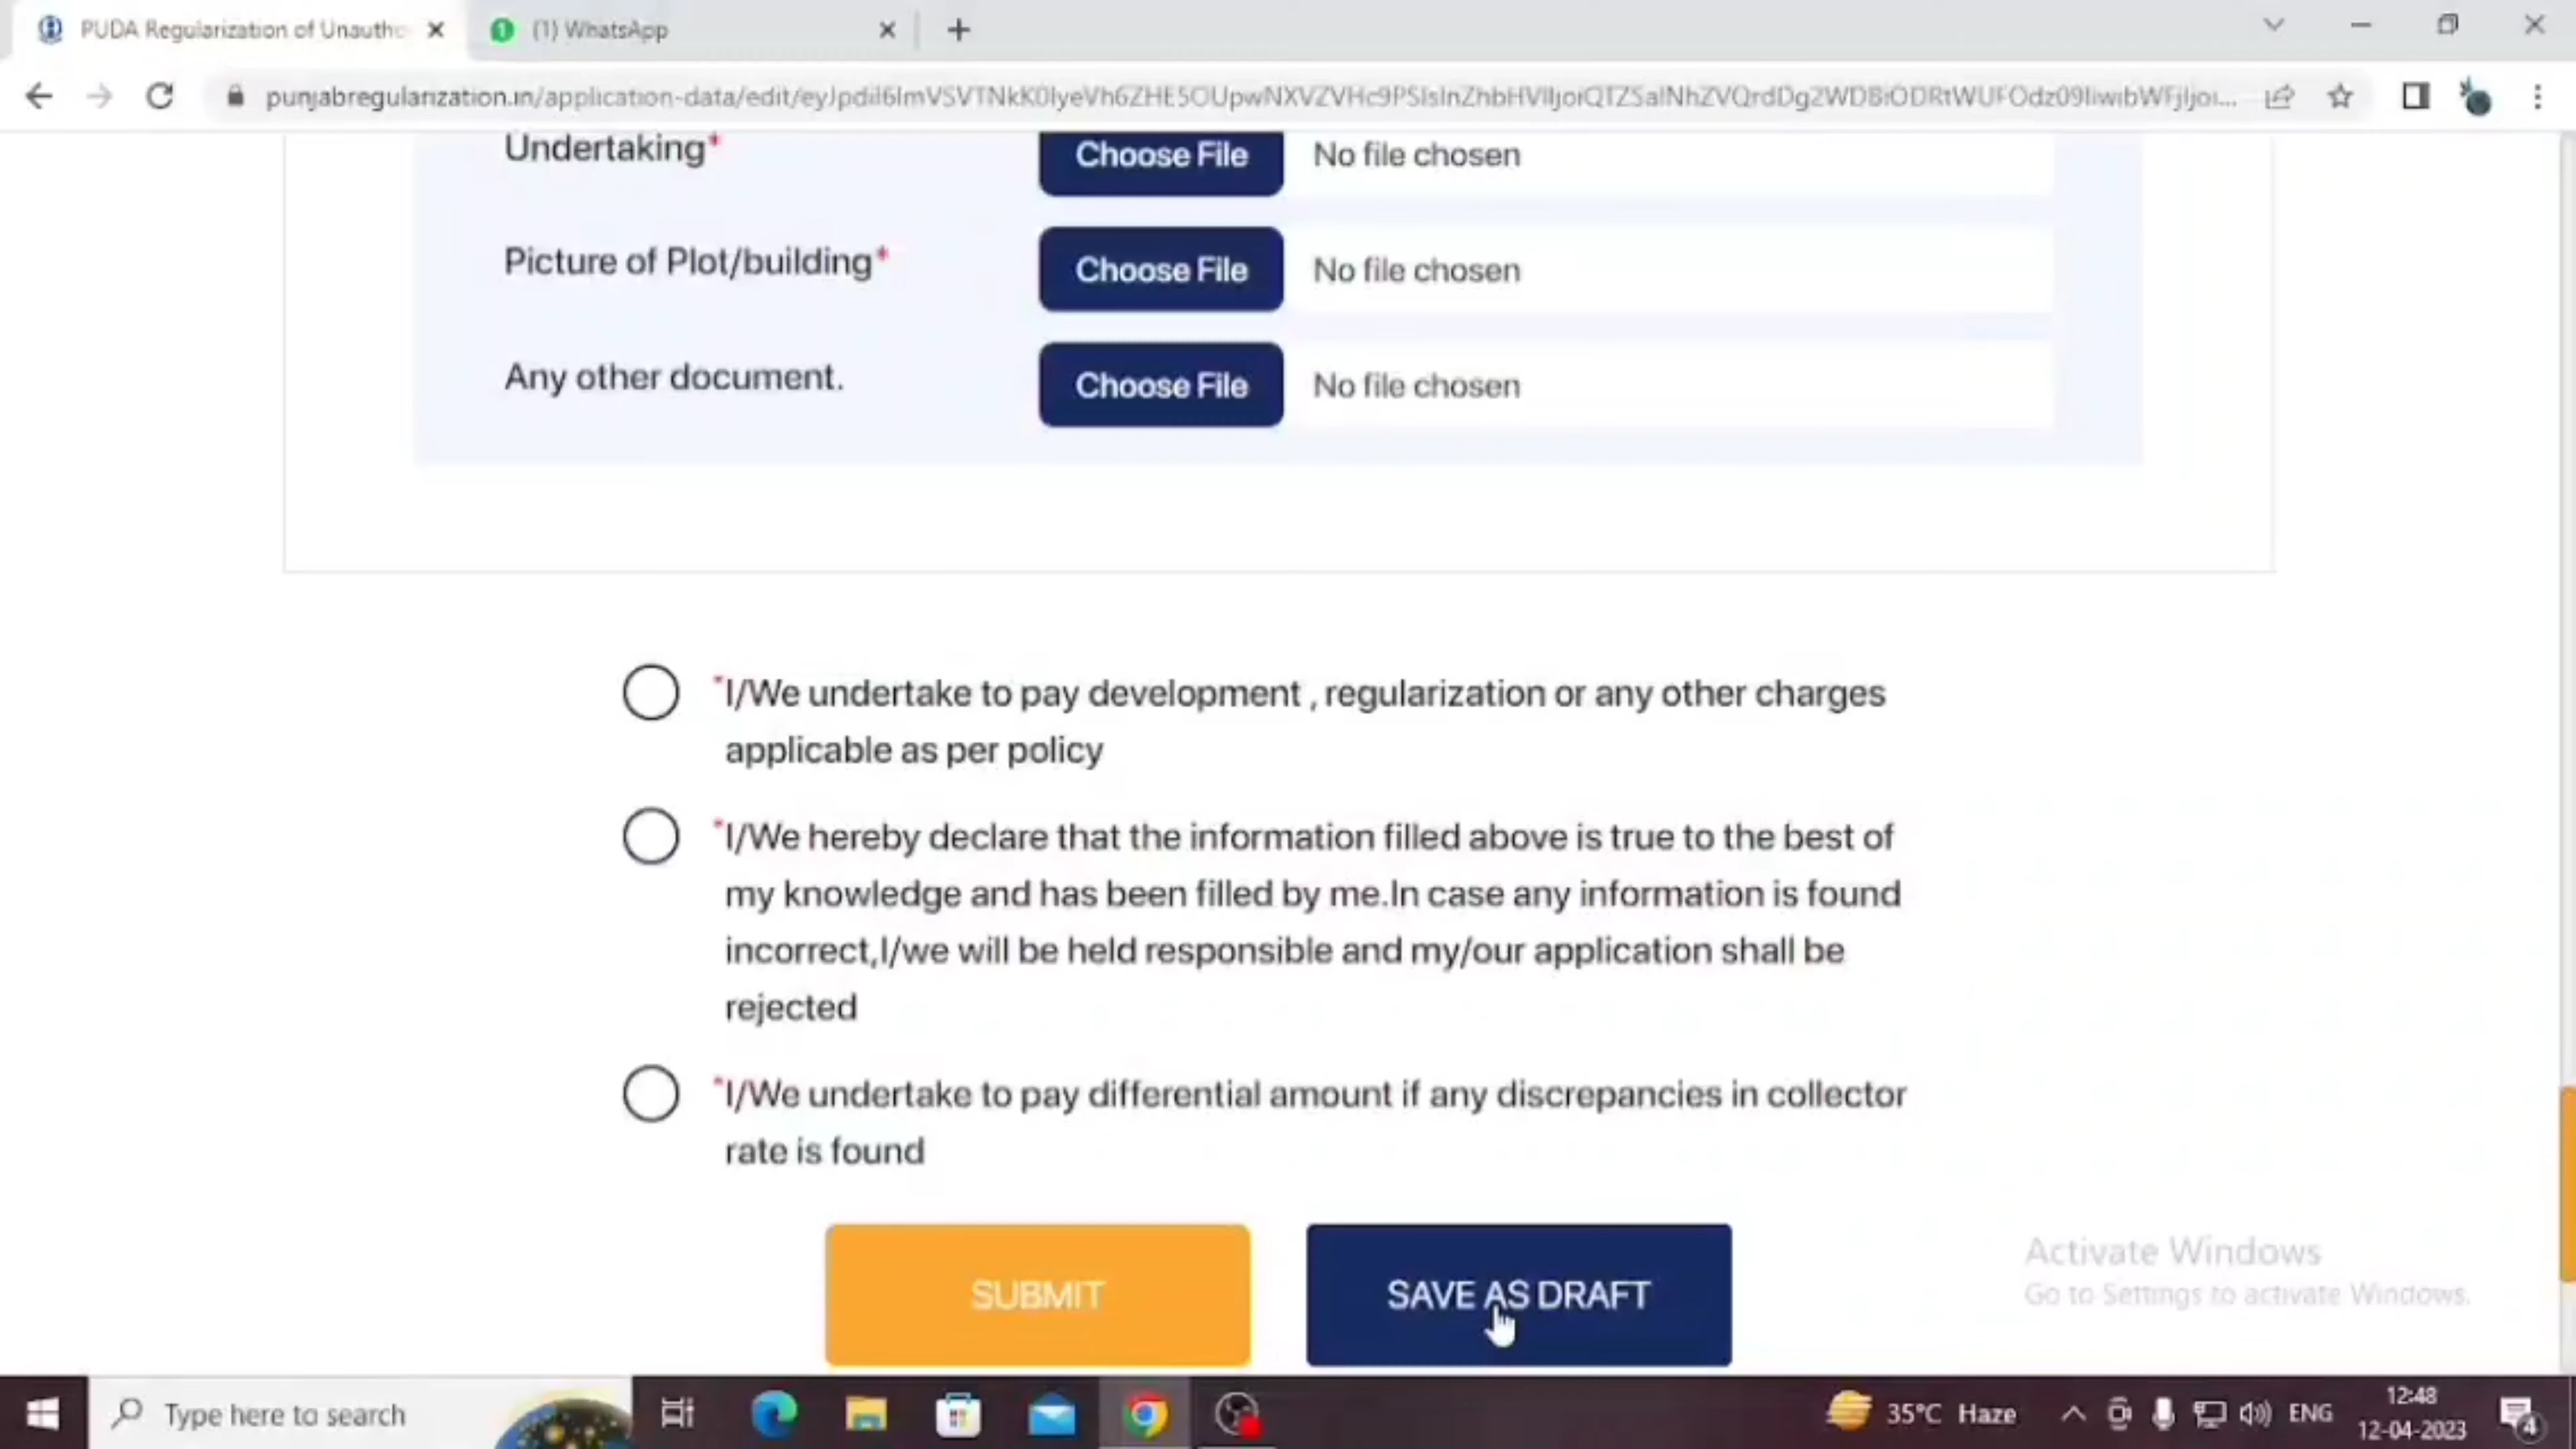 PUDA Regularization of Unautho
(1) WhatsApp
Undertaking*
Choose File No file chosen
Picture of Plot/building*
Choose File No file chosen
Any other document.
Choose File No file chosen
*I/We undertake to pay development , regularization or any other charges
applicable as per policy
*I/We hereby declare that the information filled above is true to the best of
my knowledge and has been filled by me.In case any information is found
incorrect,I/we will be held responsible and my/our application shall be
rejected
*I/We undertake to pay differential amount if any discrepancies in collector
rate is found
SUBMIT
SAVE AS DRAFT
Activate Windows
Go to Settings to activate Windows.
Type here to search
35°C Haze
ENG
12:48
12-04-2023
4